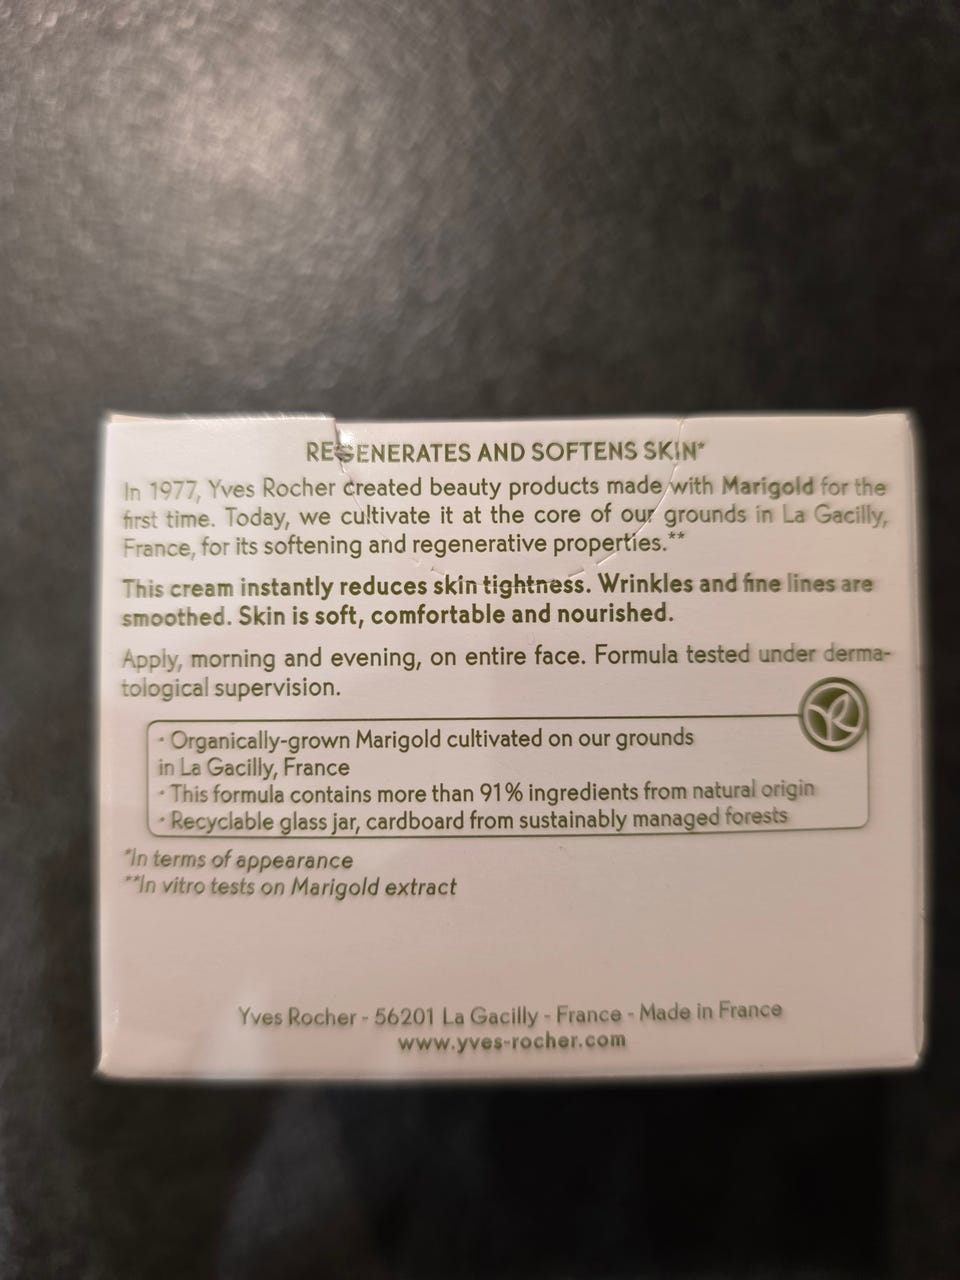 REGENERATES AND SOFTENS SKIN*
In 1977, Yves Rocher created beauty products made with Marigold for the
first time. Today, we cultivate it at the core of our grounds in La Gacilly,
France, for its softening and regenerative properties.**
This cream instantly reduces skin tightness. Wrinkles and fine lines are
smoothed. Skin is soft, comfortable and nourished.
Apply, morning and evening, on entire face. Formula tested under derma-
tological supervision.
· Organically-grown Marigold cultivated on our grounds
in La Gacilly, France
· This formula contains more than 91% ingredients from natural origin
· Recyclable glass jar, cardboard from sustainably managed forests
*In terms of appearance
**In vitro tests on Marigold extract
Yves Rocher - 56201 La Gacilly - France - Made in France
www.yves-rocher.com